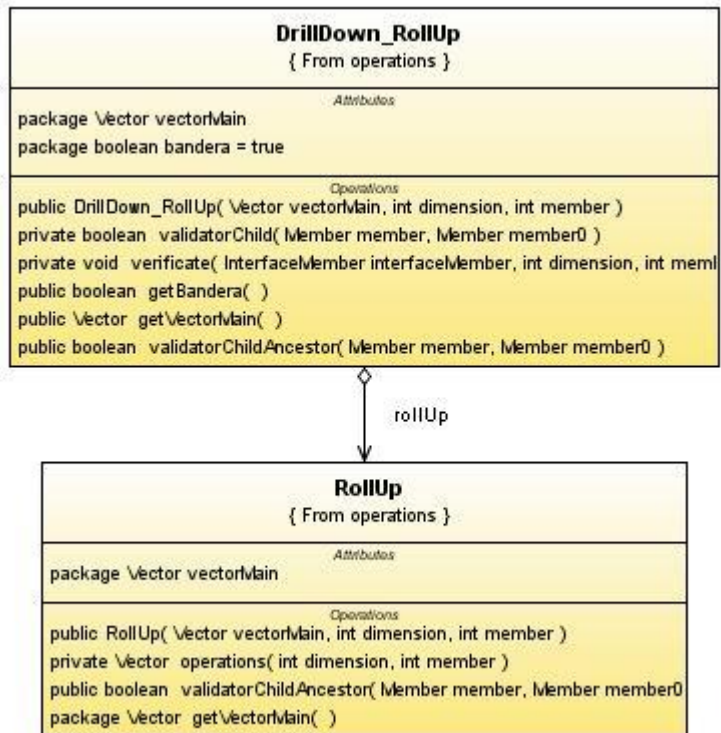 DrillDown_RollUp
{ From operations }
Attributes
package Vector vectorMain
package boolean bandera = true
Operations
public DrillDown_RollUp( Vector vectorMain, int dimension, int member )
private boolean validatorChild( Member member, Member member0 )
private void verificate( InterfaceMember interfaceMember, int dimension, int meml
public boolean getBandera( )
public Vector getVectorMain( )
public boolean validatorChildAncestor( Member member, Member member0 )
rollUp
RollUp
{ From operations }
Attributes
package Vector vectorMain
Operations
public RollUp( Vector vectorMain, int dimension, int member )
private Vector operations( int dimension, int member )
public boolean validatorChildAncestor( Member member, Member member0
package Vector getVectorMain( )